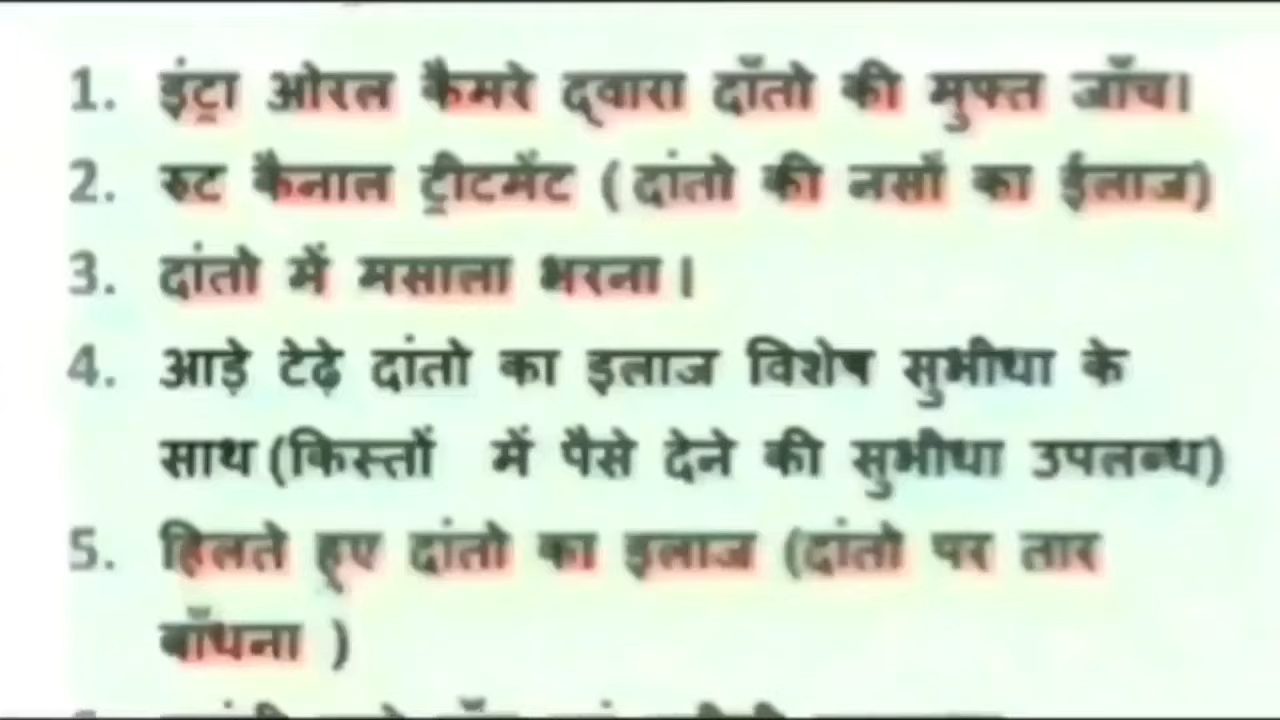 1. इंट्रा ओरल कैमरे द्वारा दाँतो की मुफ्त जाँच।
2. रुट कैनाल ट्रीटमेंट ( दांतो की नसों का ईलाज)
3. दांतो में मसाला भरना ।
4. आड़े टेढ़े दांतो का इलाज विशेष सुभीधा के
साथ (किस्तों में पैसे देने की सुभीधा उपलब्ध)
5. हिलते हुए दांतो का इलाज (दांतो पर तार
बाँधना )